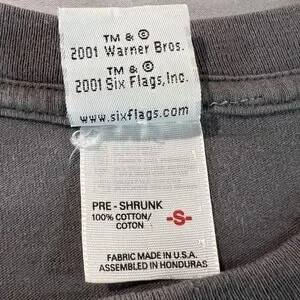 TM & ©
2001 Warner Bros.
TM & ©
2001 Six Flags, Inc.
www.sixflags.com
PRE-SHRUNK
100% COTTON/
COTON
-S-
FABRIC MADE IN U.S.A.
ASSEMBLED IN HONDURAS